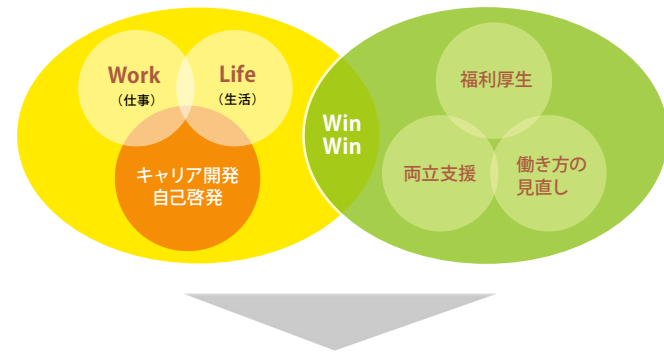 Work
（仕事）
Life
（生活）
キャリア開発
自己啓発
Win
Win
福利厚生
両立支援
働き方の
見直し